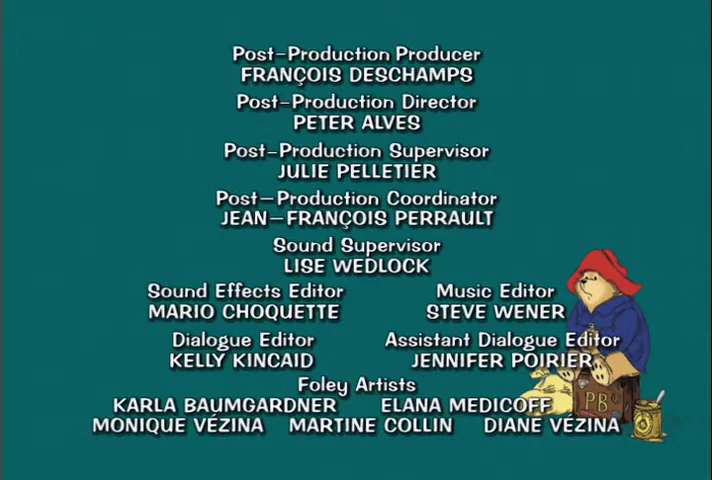 Post-Production Producer
FRANÇOIS DESCHAMPS
Post-Production Director
PETER ALVES
Post-Production Supervisor
JULIE PELLETIER
Post-Production Coordinator
JEAN-FRANÇOIS PERRAULT
Sound Supervisor
LISE WEDLOCK
Sound Effects Editor Music Editor
MARIO CHOQUETTE STEVE WENER
Dialogue Editor Assistant Dialogue Editor
KELLY KINCAID JENNIFER POIRIER
Foley Artists
KARLA BAUMGARDNER ELANA MEDICOFF
PB
MONIQUE VÉZINA MARTINE COLLIN DIANE VÉZINA